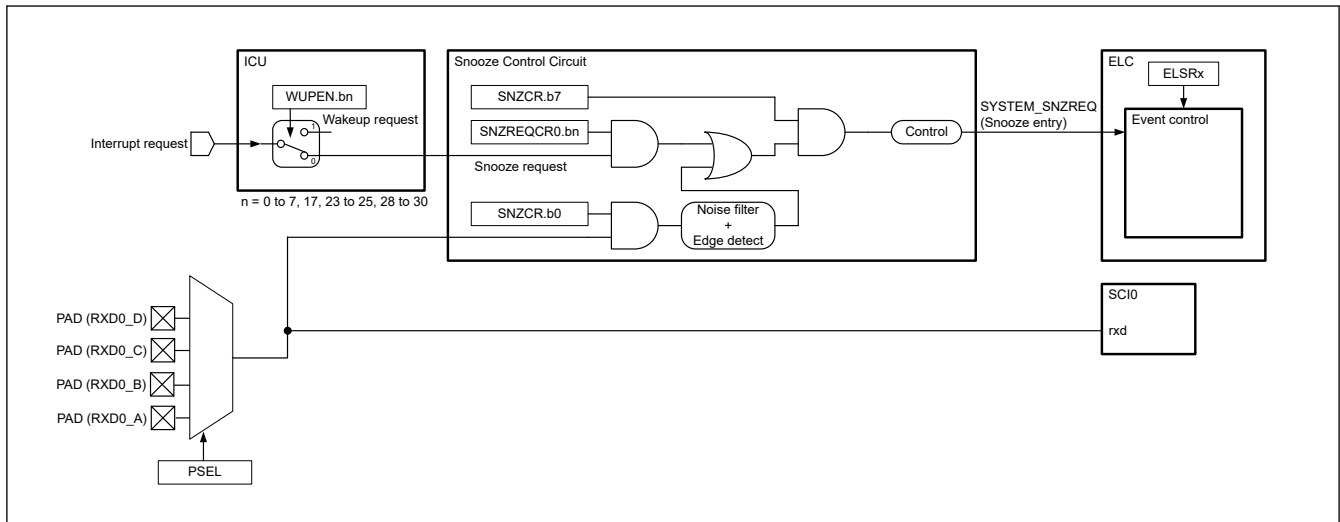 ICU
WUPEN.bn
1
Wakeup request
Interrupt request
0
n = 0 to 7, 17, 23 to 25, 28 to 30
Snooze Control Circuit
SNZCR.b7
SNZREQCR0.bn
Snooze request
SNZCR.b0
Noise filter
+
Edge detect
Control
SYSTEM_SNZREQ
(Snooze entry)
ELC
ELSRx
Event control
SCI0
rxd
PAD (RXD0_D)
PAD (RXD0_C)
PAD (RXD0_B)
PAD (RXD0_A)
PSEL